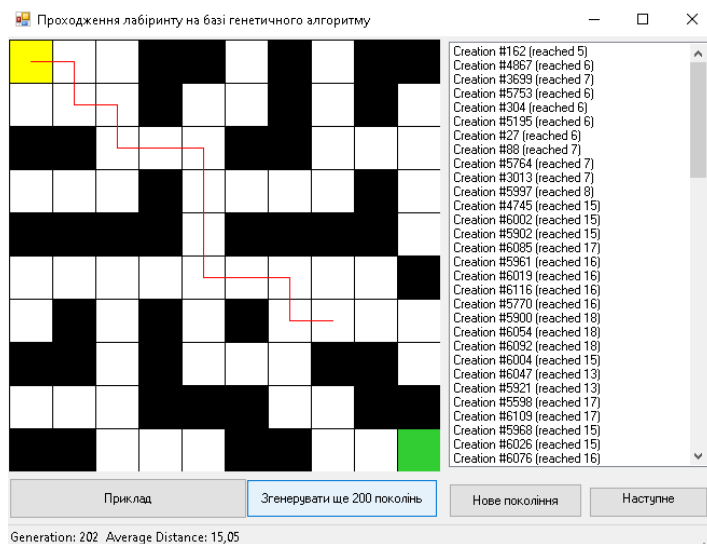 Проходження лабіринту на базі генетичного алгоритму
Creation #162 (reached 5)
Creation #4867 (reached 6)
Creation #3699 (reached 7)
Creation #5753 (reached 6)
Creation #304 (reached 6)
Creation #5195 (reached 6)
Creation #27 (reached 6)
Creation #88 (reached 7)
Creation #5764 (reached 7)
Creation #3013 (reached 7)
Creation #5997 (reached 8)
Creation #4745 (reached 15)
Creation #6002 (reached 15)
Creation #5902 (reached 15)
Creation #6085 (reached 17)
Creation #5961 (reached 16)
Creation #6019 (reached 16)
Creation #6116 (reached 16)
Creation #5770 (reached 16)
Creation #5900 (reached 18)
Creation #6054 (reached 18)
Creation #6092 (reached 18)
Creation #6004 (reached 15)
Creation #6047 (reached 13)
Creation #5921 (reached 13)
Creation #5598 (reached 17)
Creation #6109 (reached 17)
Creation #5968 (reached 15)
Creation #6026 (reached 15)
Creation #6076 (reached 16)
Приклад
Згенерувати ще 200 поколінь
Нове покоління
Наступне
Generation: 202 Average Distance: 15,05